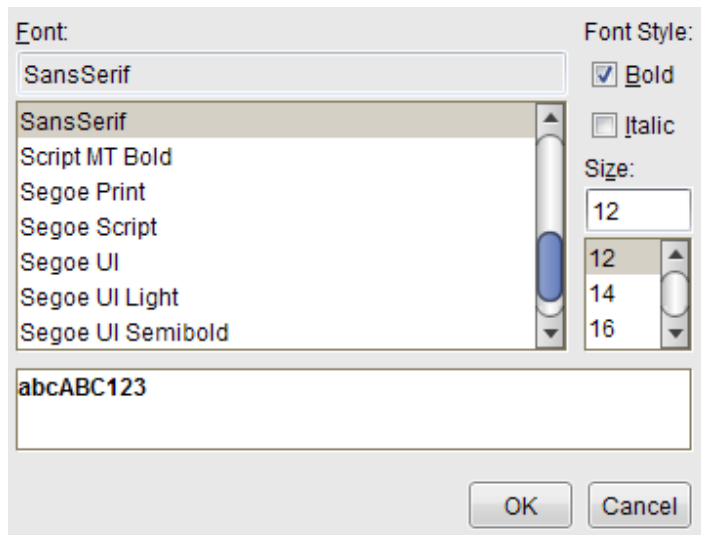 Font:
SansSerif
SansSerif
Script MT Bold
Segoe Print
Segoe Script
Segoe UI
Segoe UI Light
Segoe UI Semibold
Font Style:
Bold
Italic
Size:
12
12
14
16
abcABC123
OK
Cancel